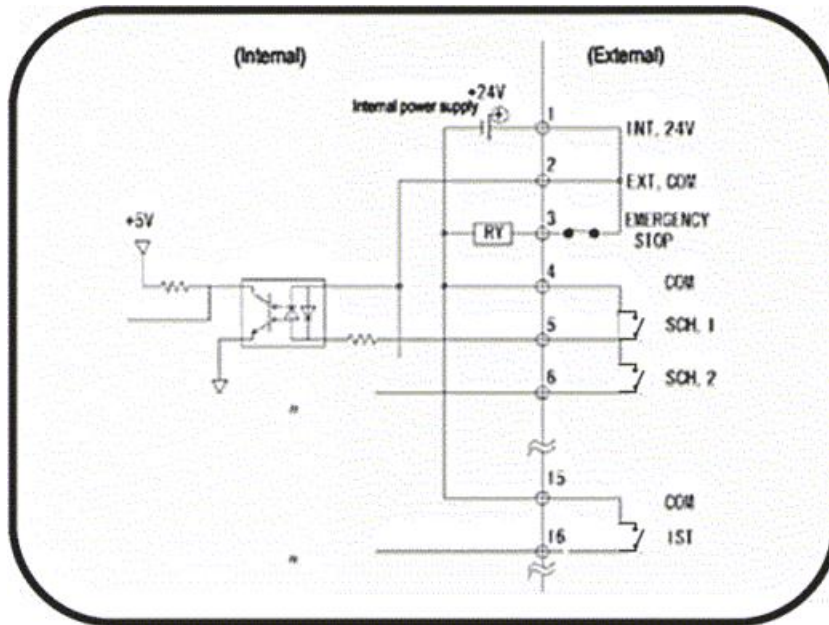 (Internal)
(External)
+24V
Internal power supply
1
INT, 24V
2
EXT, COM
+5V
3
EMERGENCY
STOP
RY
4
COM
5
SCH. 1
6
SCH. 2
"
15
COM
16
1ST
"